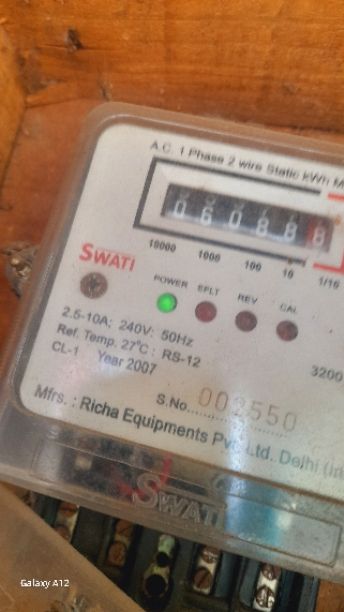 A.C. 1 Phase 2 wire Static kWh M
0 6 0 8 8 8
10000 1000 100 10 1/10
SWATI
POWER EPLT REV CAL
2.5-10A; 240V: 50Hz
Ref. Temp. 27°C : RS-12
CL-1 Year 2007
3200
S.No. 002550
Mfrs. : Richa Equipments Pvt. Ltd. Delhi (In
SWATI
Galaxy A12